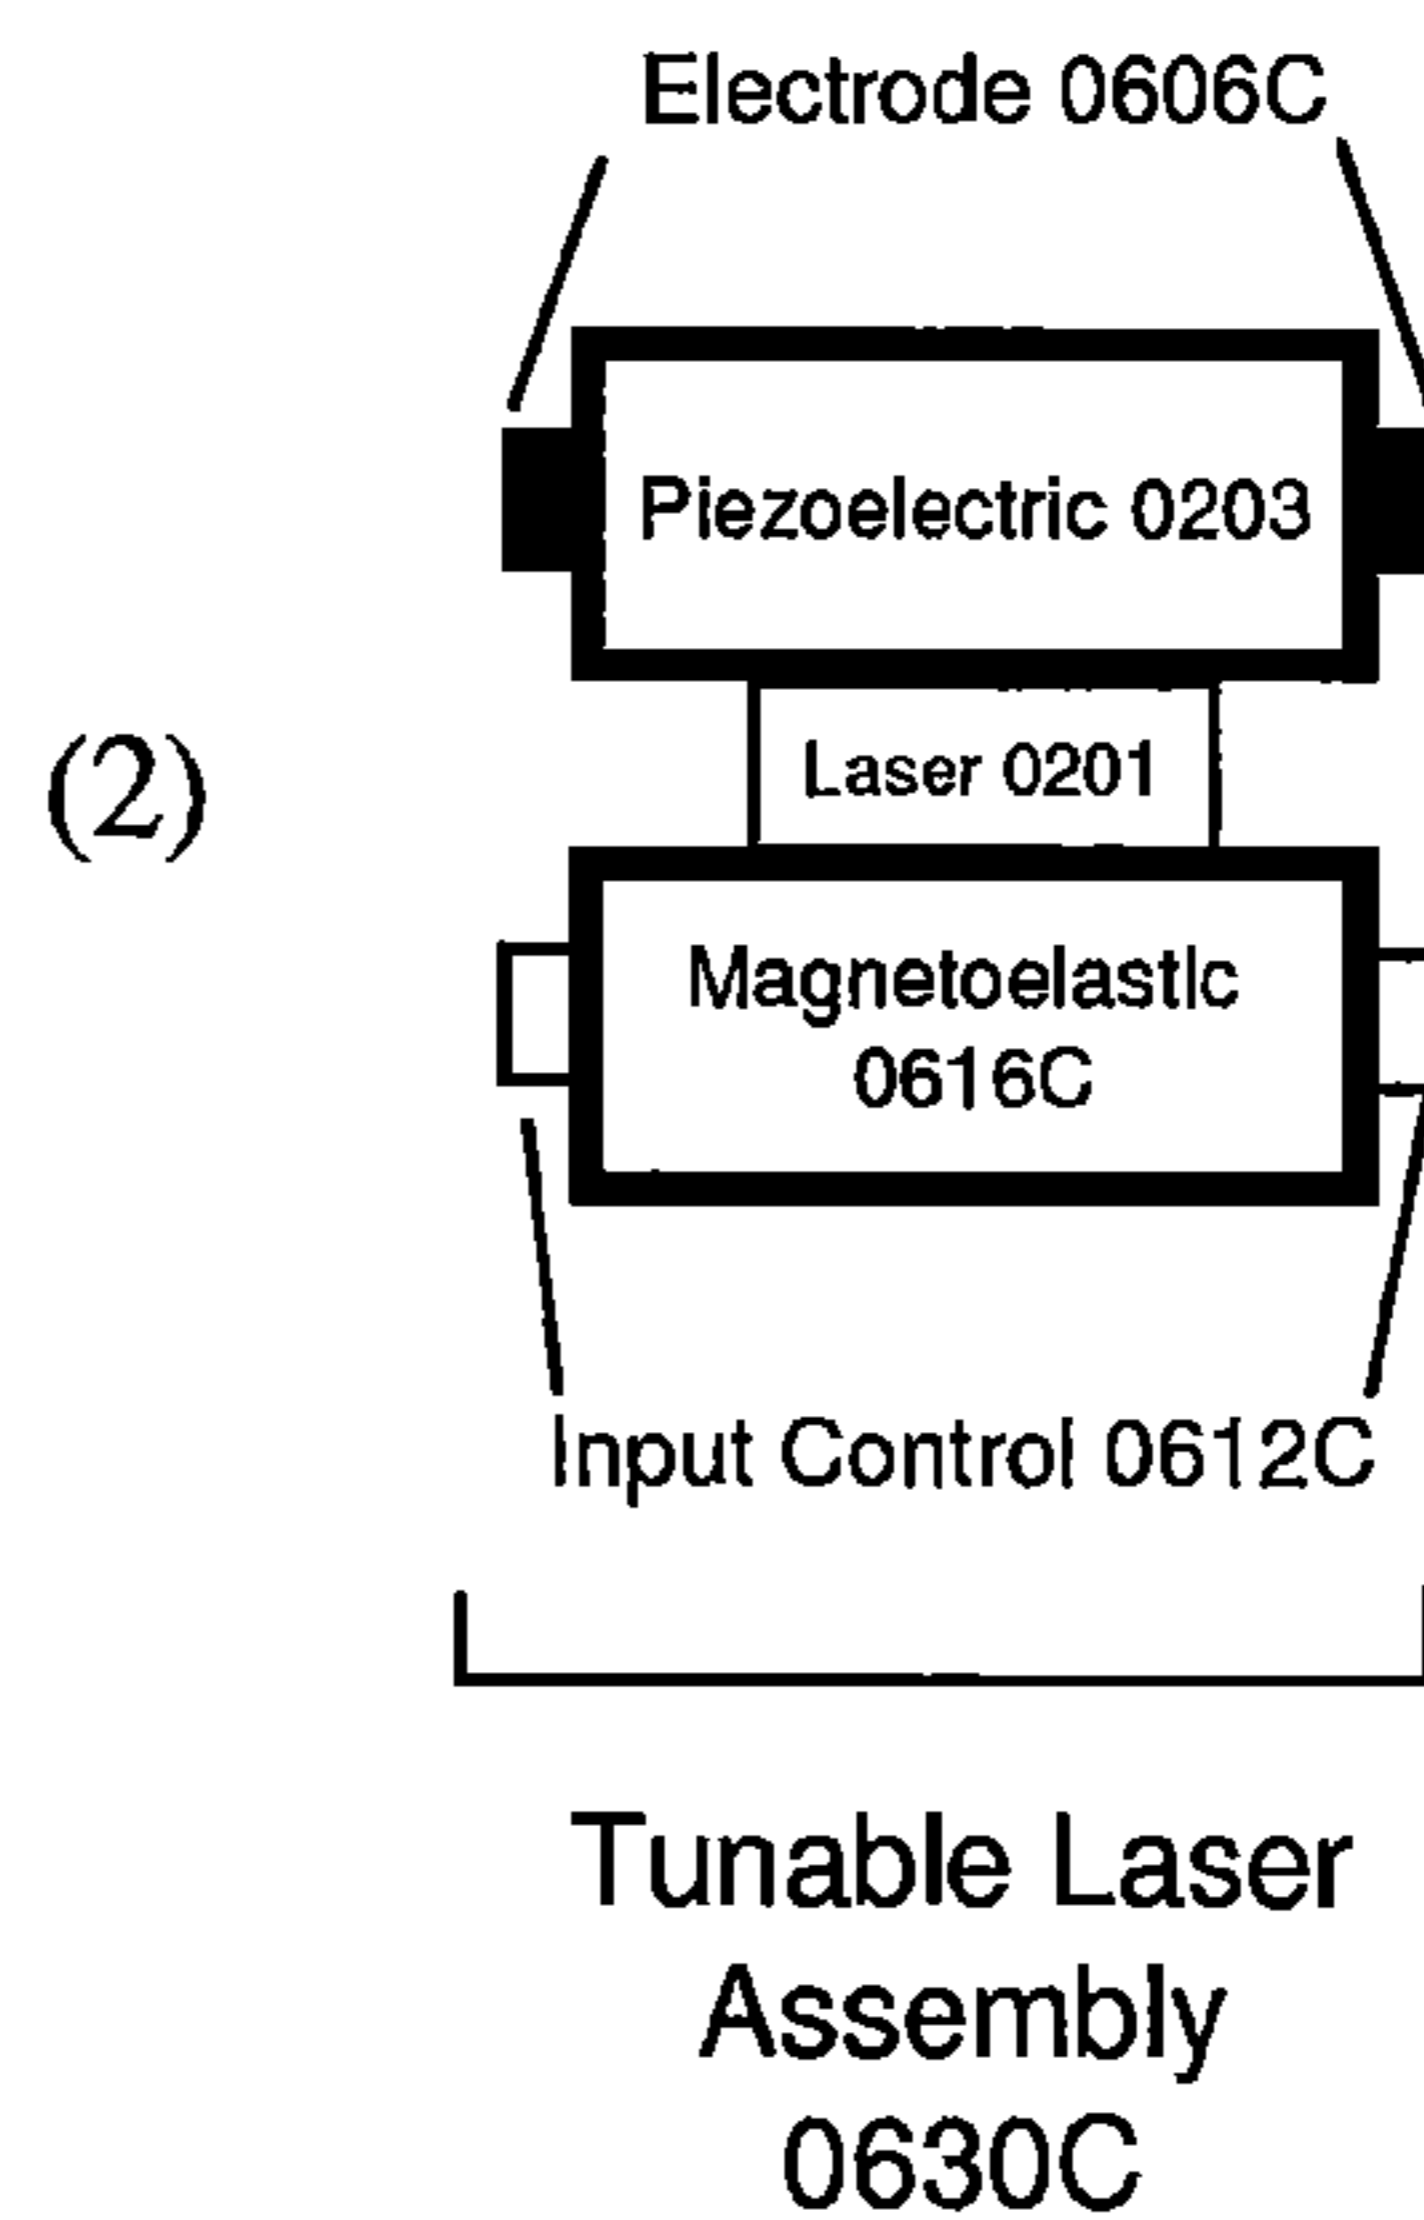 Electrode 0606C
Piezoelectric 0203
(2)
Laser 0201
Magnetoelastic
0616C
Input Control 0612C
Tunable Laser
Assembly
0630C